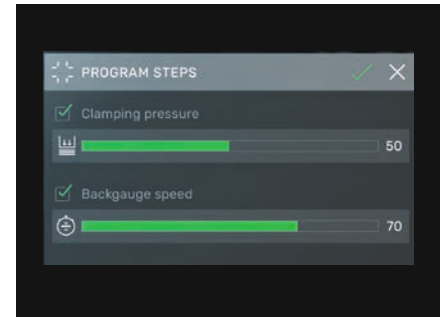 PROGRAM STEPS
Clamping pressure
50
Backgauge speed
70